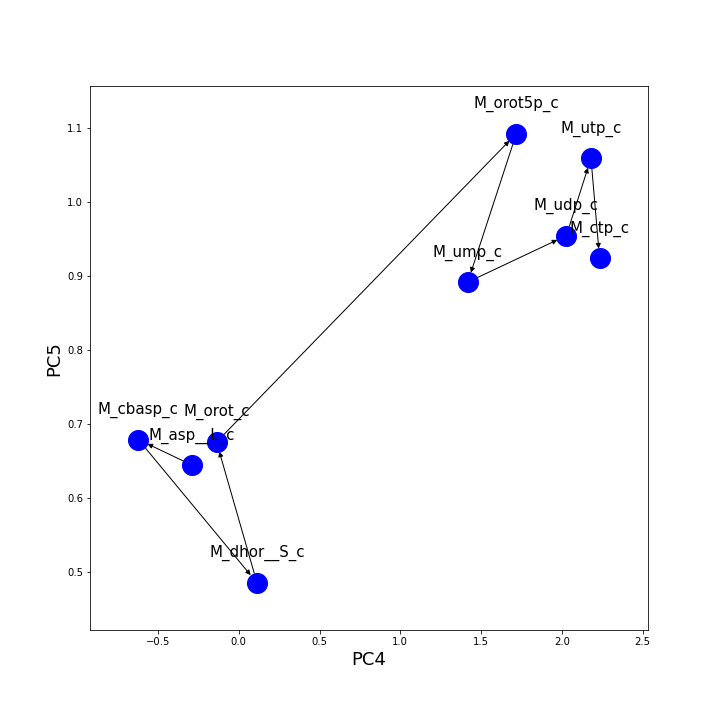 M_orot5p_c
M_utp_c
M_udp_c
M_ctp_c
M_ump_c
M_cbasp_c
M_orot_c
M_asp__L_c
M_dhor__S_c
1.1
1.0
0.9
0.8
0.7
0.6
0.5
PC5
−0.5 0.0 0.5 1.0 1.5 2.0 2.5
PC4